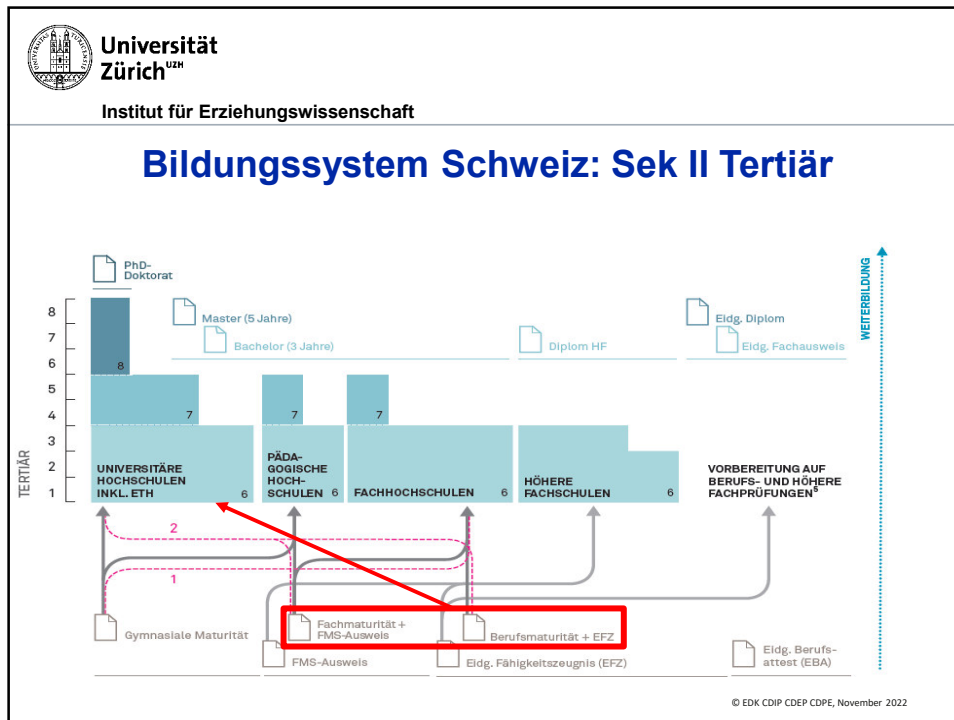 Universität
Zürich UZH
Institut für Erziehungswissenschaft
Bildungssystem Schweiz: Sek II Tertiär
PhD-
Doktorat
Master (5 Jahre)
Bachelor (3 Jahre)
Diplom HF
Eidg. Diplom
Eidg. Fachausweis
WEITERBILDUNG
TERTIÄR
8
7
6
5
4
3
2
1
8
7
7
7
UNIVERSITÄRE
HOCHSCHULEN
INKL. ETH
6
PÄDA-
GOGISCHE
HOCH-
SCHULEN
6
FACHHOCHSCHULEN
6
HÖHERE
FACHSCHULEN
6
VORBEREITUNG AUF
BERUFS- UND HÖHERE
FACHPRÜFUNGEN⁵
2
1
Gymnasiale Maturität
Fachmaturität +
FMS-Ausweis
Berufsmaturität + EFZ
FMS-Ausweis
Eidg. Fähigkeitszeugnis (EFZ)
Eidg. Berufs-
attest (EBA)
© EDK CDIP CDEP CDPE, November 2022